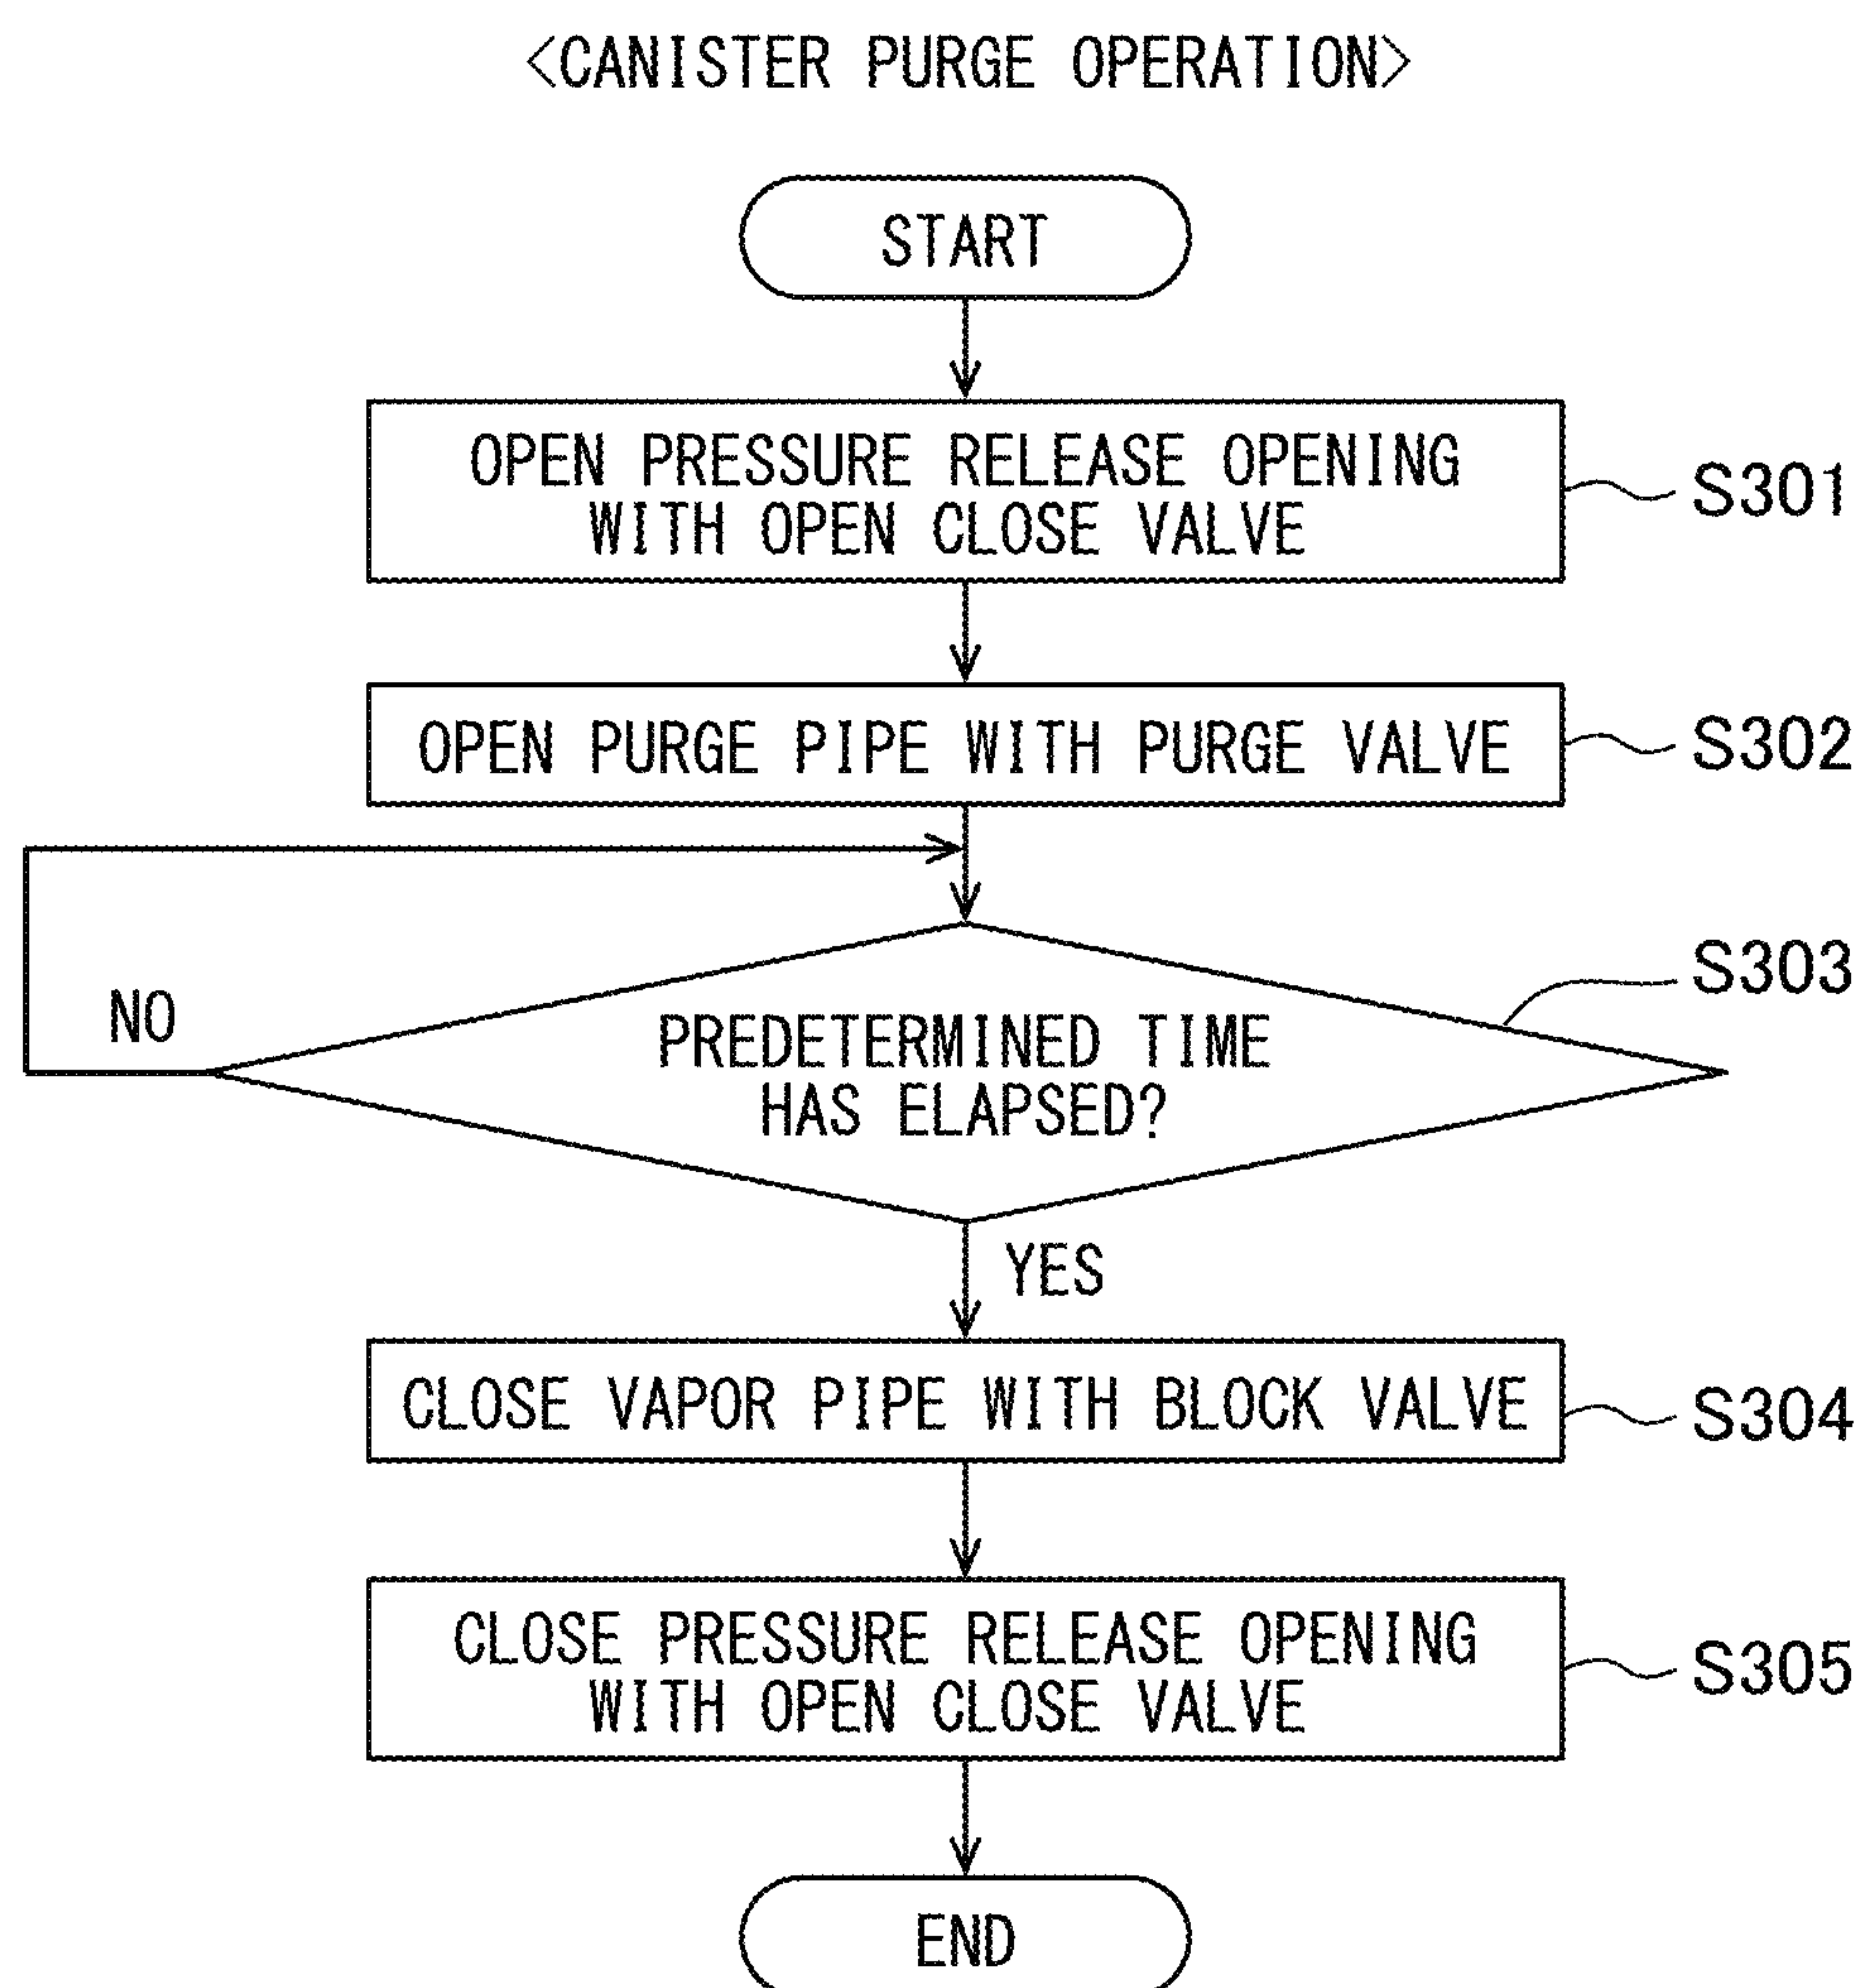 <CANISTER PURGE OPERATION>
START
OPEN PRESSURE RELEASE OPENING
WITH OPEN CLOSE VALVE
S301
OPEN PURGE PIPE WITH PURGE VALVE
S302
S303
NO
PREDETERMINED TIME
HAS ELAPSED?
YES
CLOSE VAPOR PIPE WITH BLOCK VALVE
S304
CLOSE PRESSURE RELEASE OPENING
WITH OPEN CLOSE VALVE
S305
END